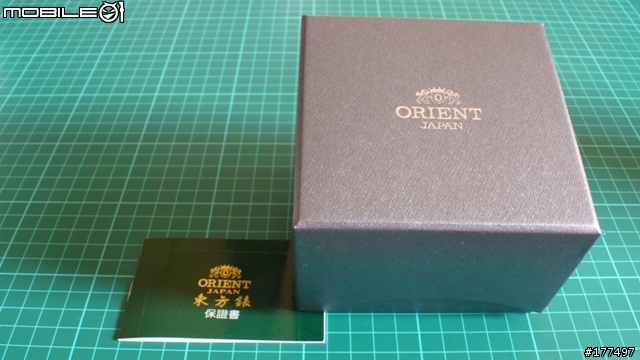 MOBILE01
ORIENT
JAPAN
ORIENT
JAPAN
東方錶
保證書
#177497